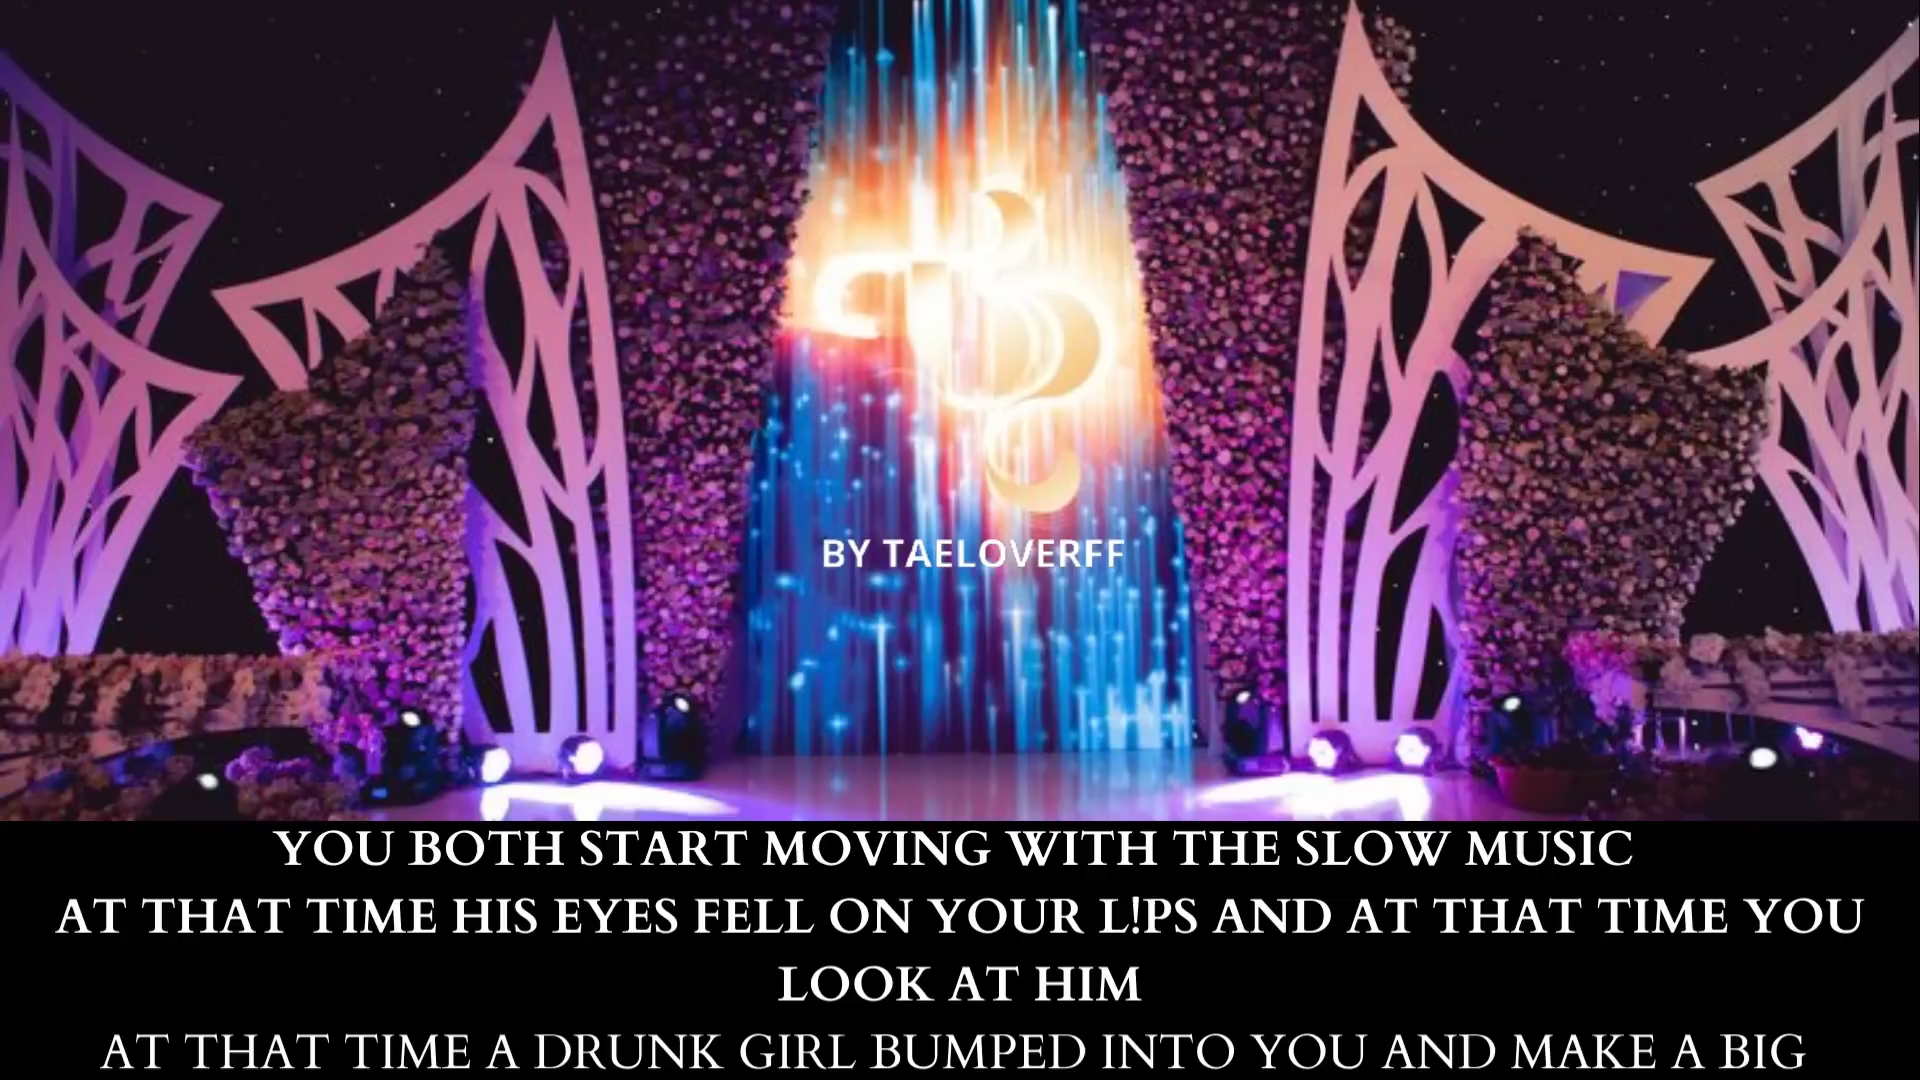 BY TAELOVERFF
YOU BOTH START MOVING WITH THE SLOW MUSIC
AT THAT TIME HIS EYES FELL ON YOUR L!PS AND AT THAT TIME YOU
LOOK AT HIM
AT THAT TIME A DRUNK GIRL BUMPED INTO YOU AND MAKE A BIG